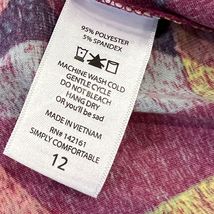 95% POLYESTER
5% SPANDEX
MACHINE WASH COLD
GENTLE CYCLE
DO NOT BLEACH
HANG DRY
OR you'll be sad
MADE IN VIETNAM
RN# 142161
SIMPLY COMFORTABLE
12